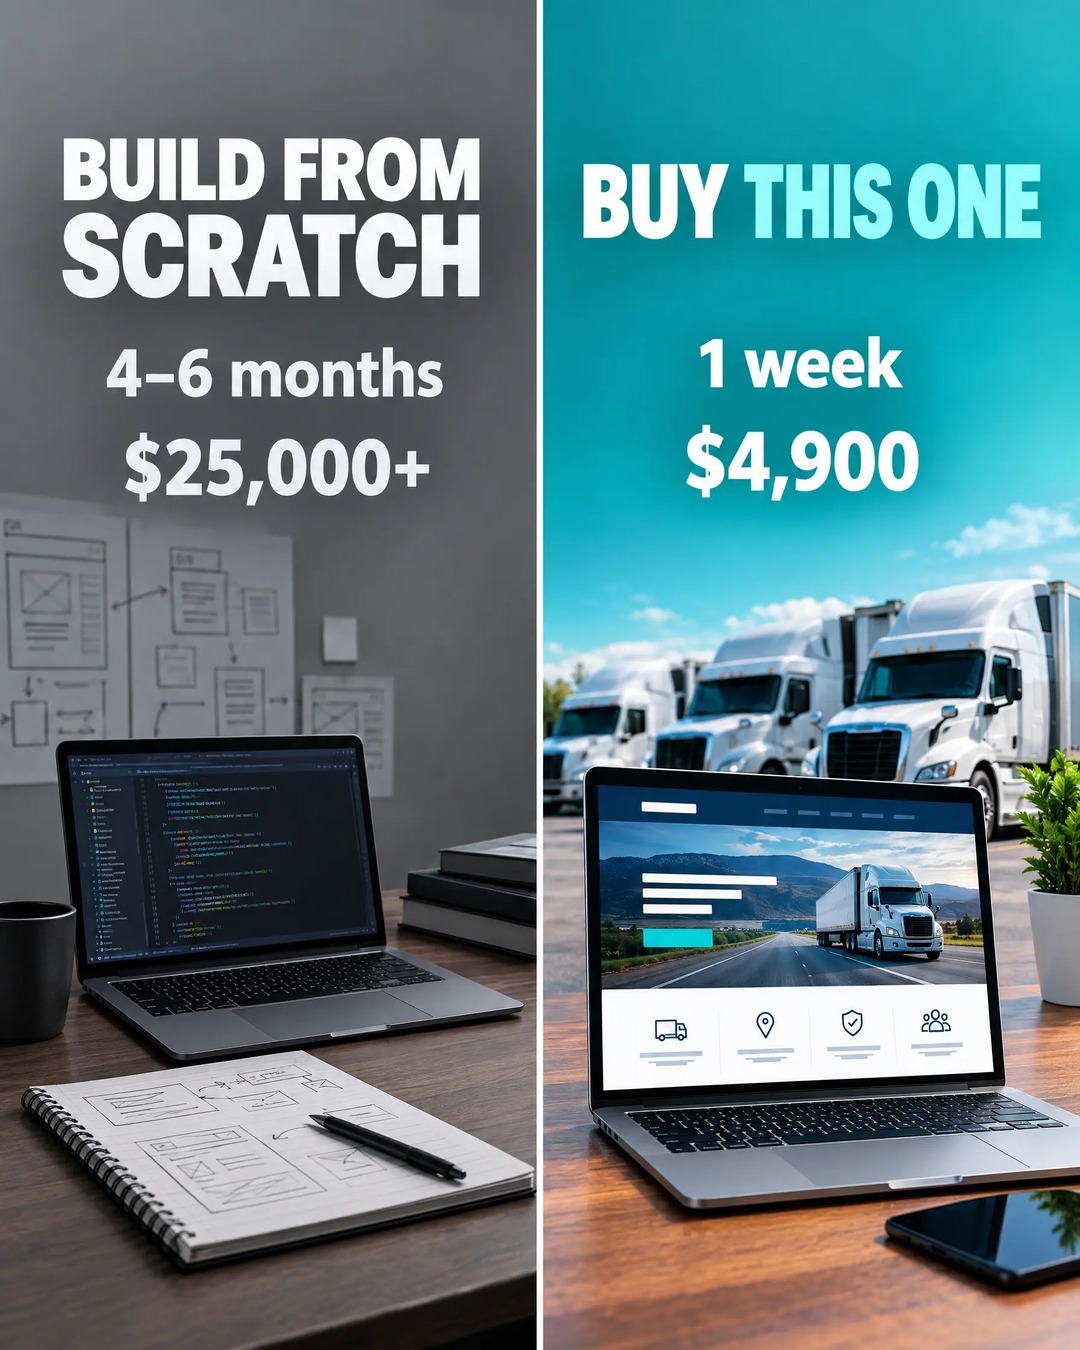 BUILD FROM
SCRATCH
4–6 months
$25,000+
BUY THIS ONE
1 week
$4,900